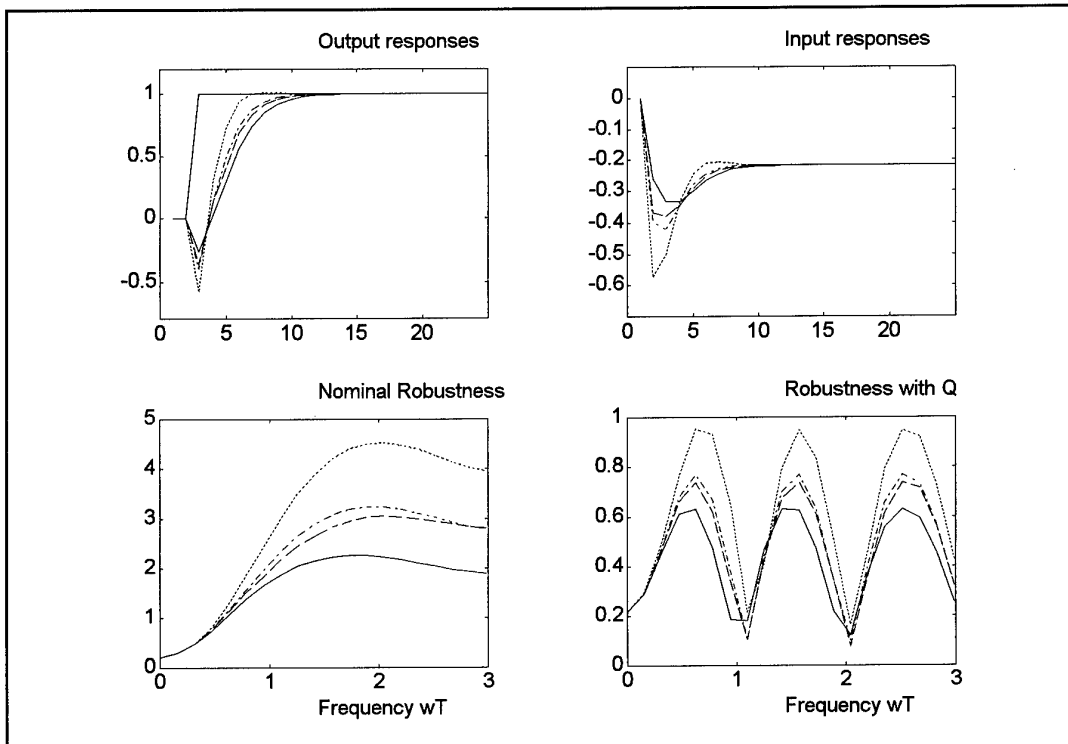 Output responses
Input responses
1
0.5
0
-0.5
0 5 10 15 20
0
-0.1
-0.2
-0.3
-0.4
-0.5
-0.6
0 5 10 15 20
Nominal Robustness
Robustness with Q
5
4
3
2
1
0
0 1 2 3
Frequency wT
1
0.8
0.6
0.4
0.2
0
0 1 2 3
Frequency wT